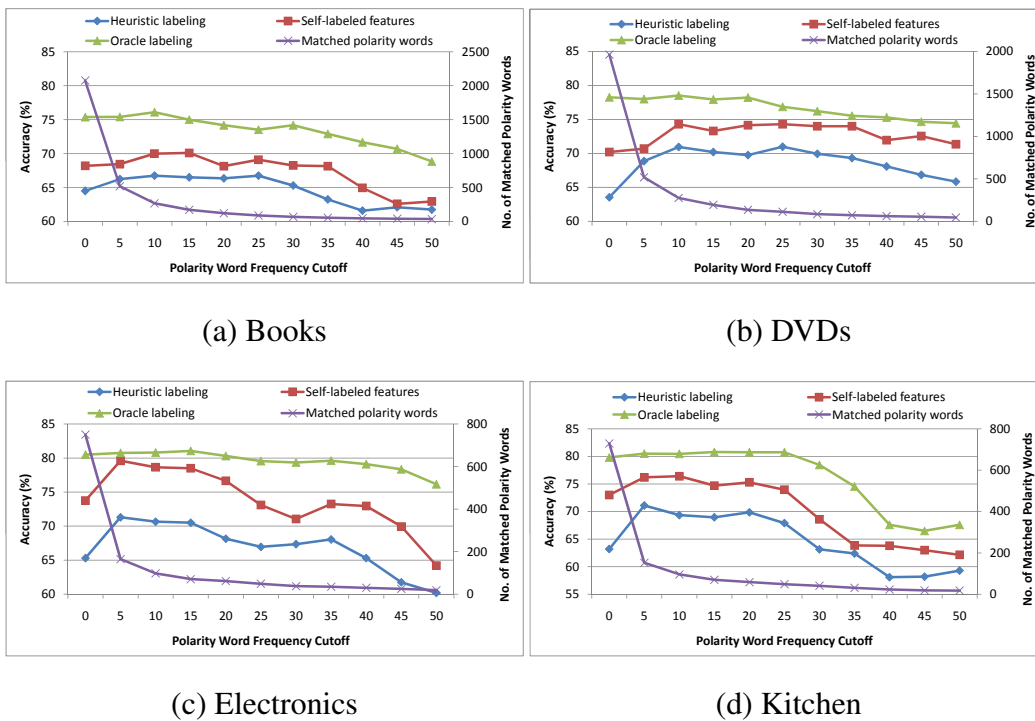 Heuristic labeling Self-labeled features
Oracle labeling Matched polarity words
85 2500
80 2000
75 1500
70 1000
65 500
60 0
Accuracy (%)
No. of Matched Polarity Words
0 5 10 15 20 25 30 35 40 45 50
Polarity Word Frequency Cutoff
(a) Books
Heuristic labeling Self-labeled features
Oracle labeling Matched polarity words
85 2000
80 1500
75 1000
70 500
65 0
60
Accuracy (%)
No. of Matched Polarity Words
0 5 10 15 20 25 30 35 40 45 50
Polarity Word Frequency Cutoff
(b) DVDs
Heuristic labeling Self-labeled features
Oracle labeling Matched polarity words
85 800
80 600
75 400
70 200
65 0
60
Accuracy (%)
No. of Matched Polarity Words
0 5 10 15 20 25 30 35 40 45 50
Polarity Word Frequency Cutoff
(c) Electronics
Heuristic labeling Self-labeled features
Oracle labeling Matched polarity words
85 800
80 600
75 400
70 200
65 0
60
55
Accuracy (%)
No. of Matched Polarity Words
0 5 10 15 20 25 30 35 40 45 50
Polarity Word Frequency Cutoff
(d) Kitchen